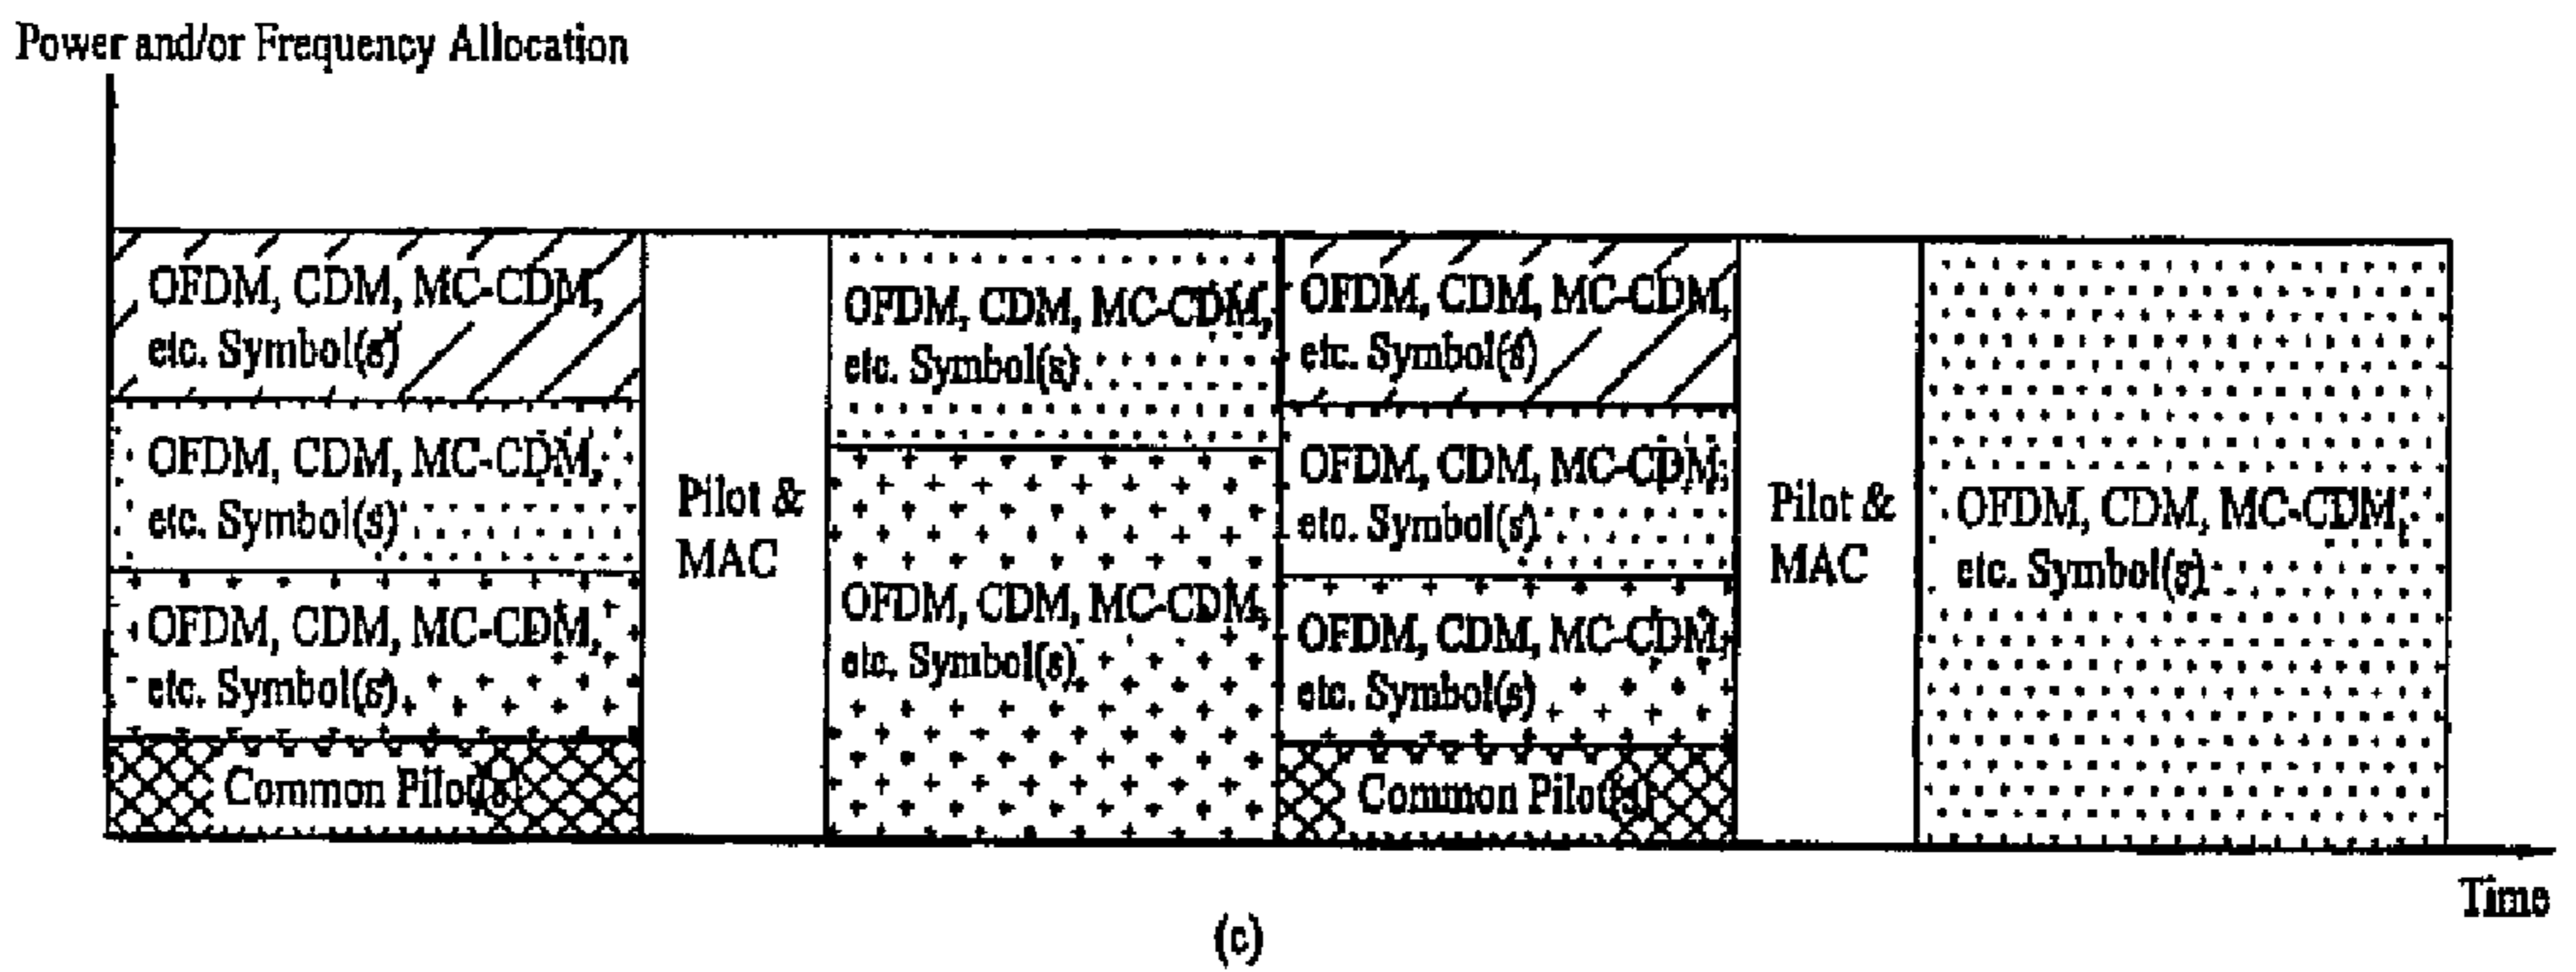 Power and/or Frequency Allocation
OFDM, CDM, MC-CDM,
etc. Symbol(s)
OFDM, CDM, MC-CDM,
etc. Symbol(s)
OFDM, CDM, MC-CDM,
etc. Symbol(s)
Common Pilot(s)
Pilot &
MAC
OFDM, CDM, MC-CDM,
etc. Symbol(s)
OFDM, CDM, MC-CDM,
etc. Symbol(s)
OFDM, CDM, MC-CDM,
etc. Symbol(s)
OFDM, CDM, MC-CDM,
etc. Symbol(s)
OFDM, CDM, MC-CDM,
etc. Symbol(s)
Common Pilot(s)
Pilot &
MAC
OFDM, CDM, MC-CDM,
etc. Symbol(s)
Time
(c)